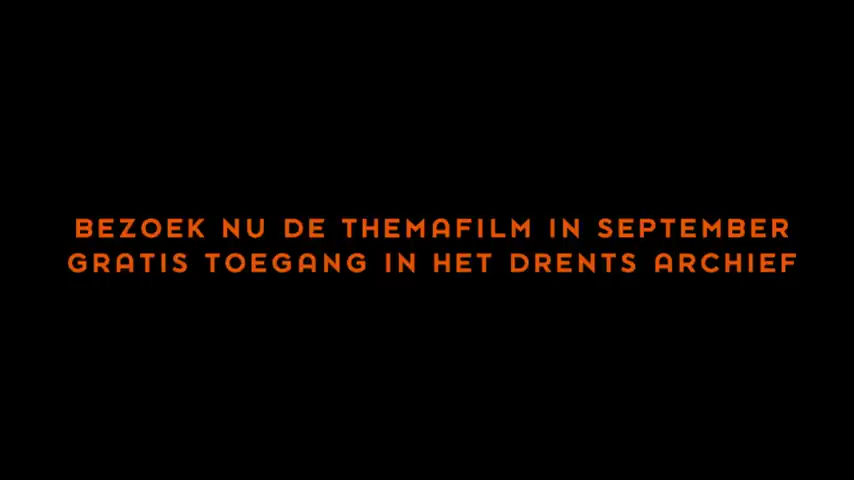 BEZOEK NU DE THEMAFILM IN SEPTEMBER
GRATIS TOEGANG IN HET DRENTS ARCHIEF